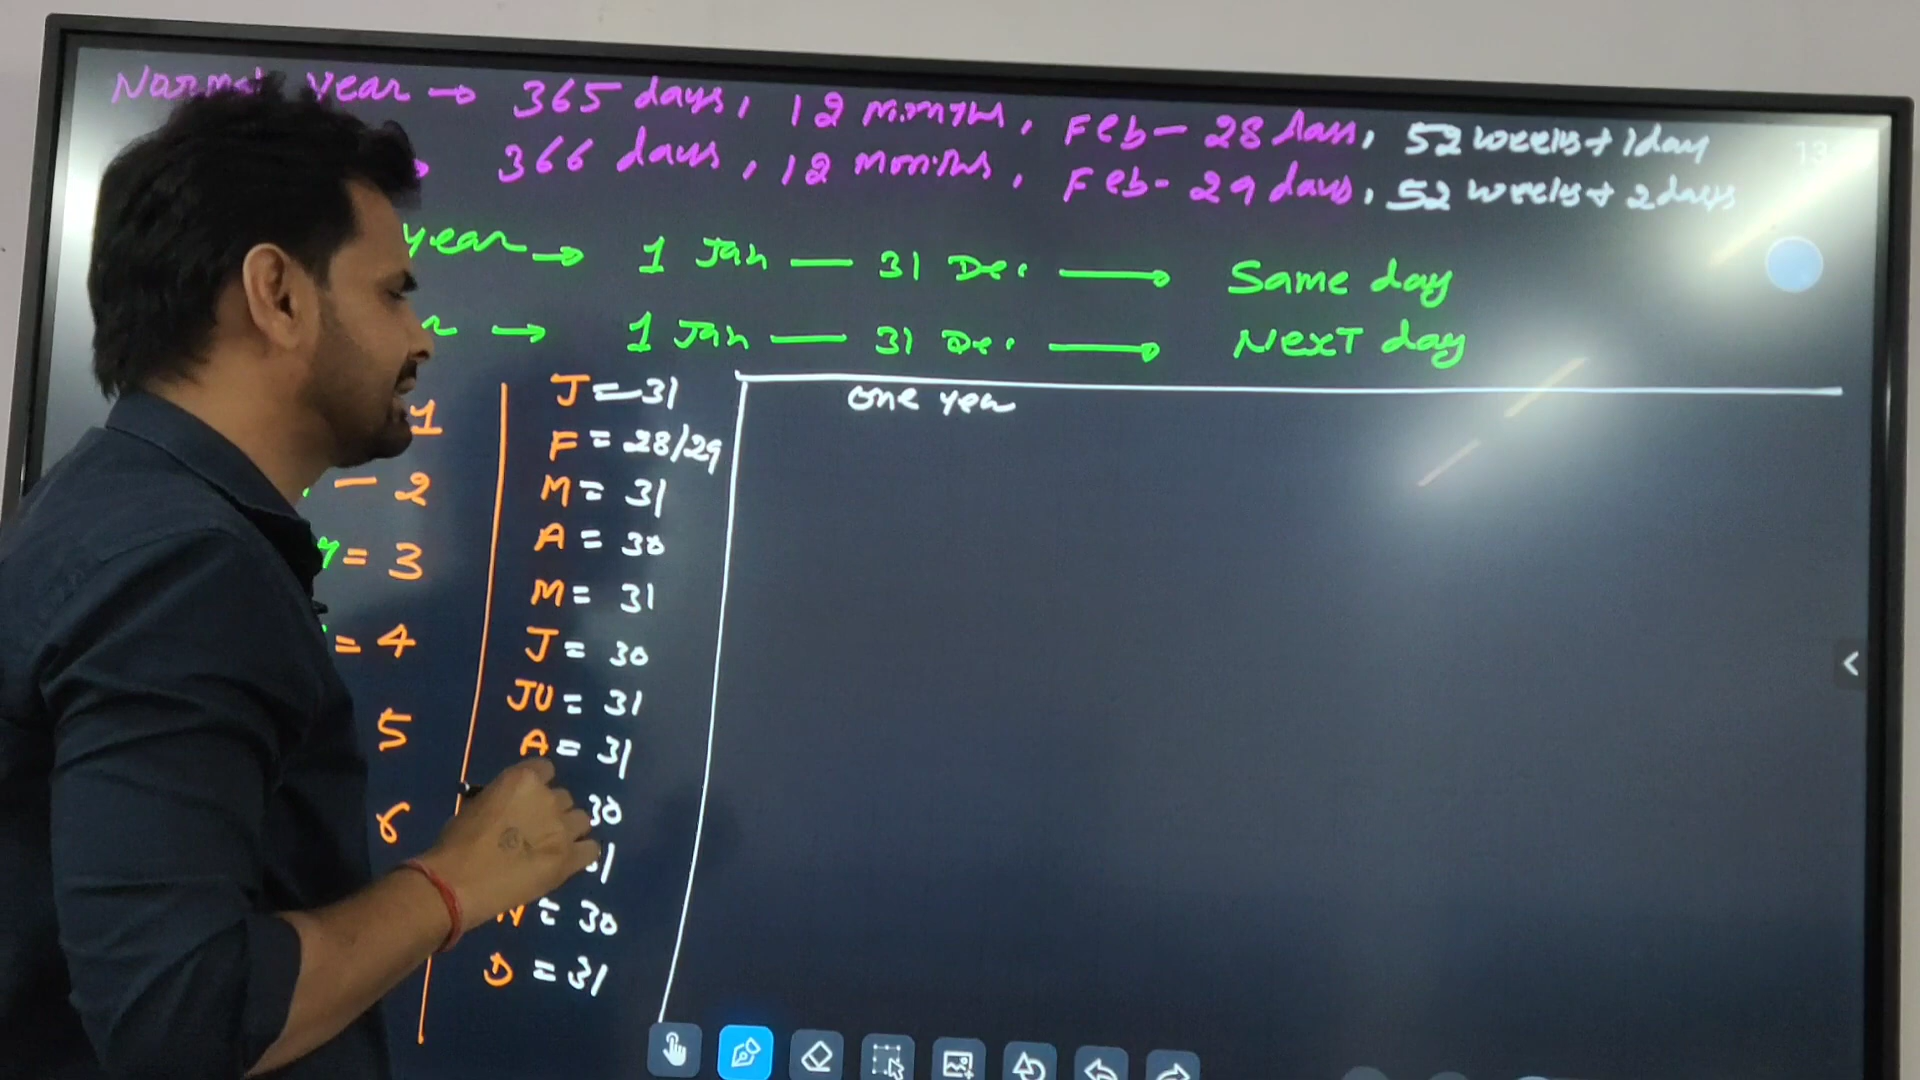 Normal year → 365 days, 12 months, Feb - 28 days, 52 weeks + 1 day
366 days, 12 months, Feb - 29 days, 52 weeks + 2 days
year → 1 Jan — 31 Dec → Same day
→ 1 Jan — 31 Dec → Next day
1
- 2
= 3
= 4
5
6
J = 31
F = 28/29
M = 31
A = 30
M = 31
J = 30
JU = 31
A = 31
30
N = 30
D = 31
one year